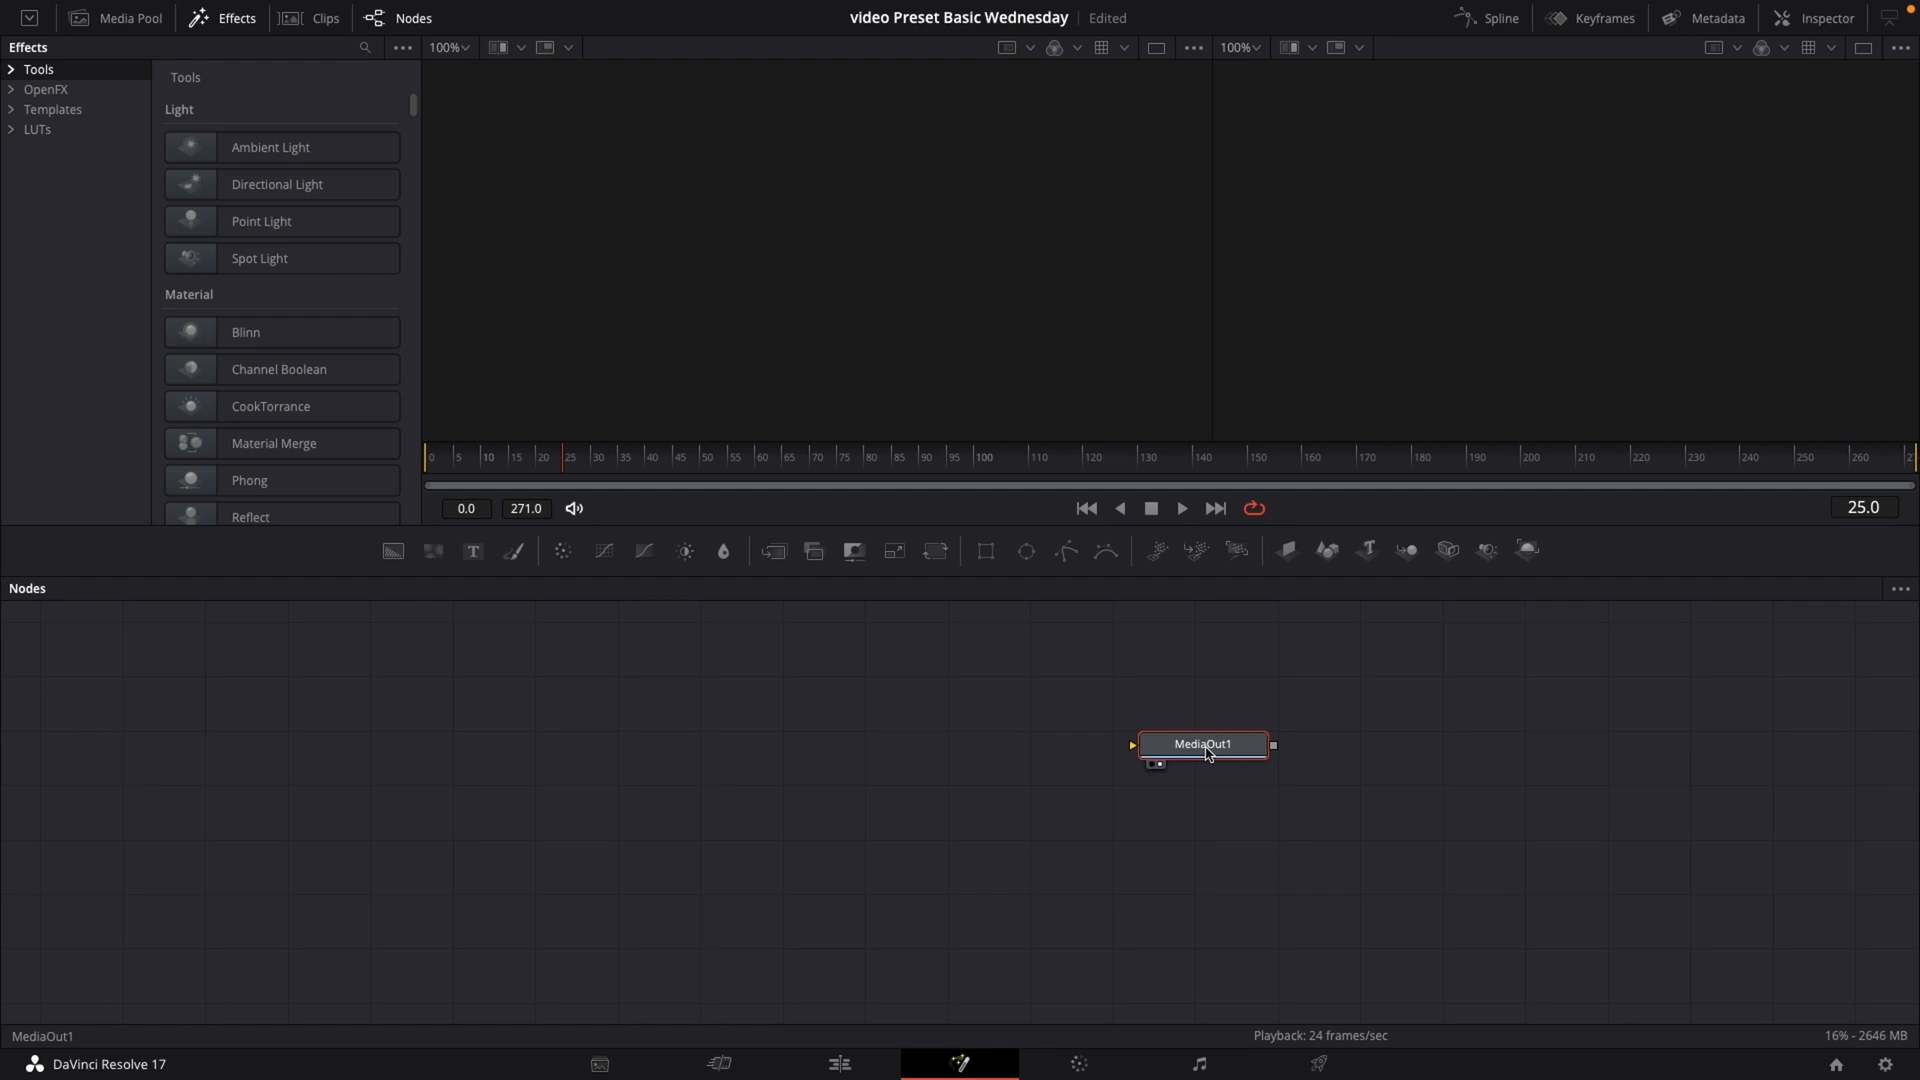 Media Pool Effects Clips Nodes video Preset Basic Wednesday Edited Spline Keyframes Metadata Inspector
Effects 100% 100%
Tools
OpenFX
Templates
LUTs
Tools
Light
Ambient Light
Directional Light
Point Light
Spot Light
Material
Blinn
Channel Boolean
CookTorrance
Material Merge
Phong
Reflect
0 5 10 15 20 25 30 35 40 45 50 55 60 65 70 75 80 85 90 95 100 110 120 130 140 150 160 170 180 190 200 210 220 230 240 250 260
0.0 271.0 25.0
Nodes
MediaOut1
MediaOut1 Playback: 24 frames/sec 16% - 2646 MB
DaVinci Resolve 17